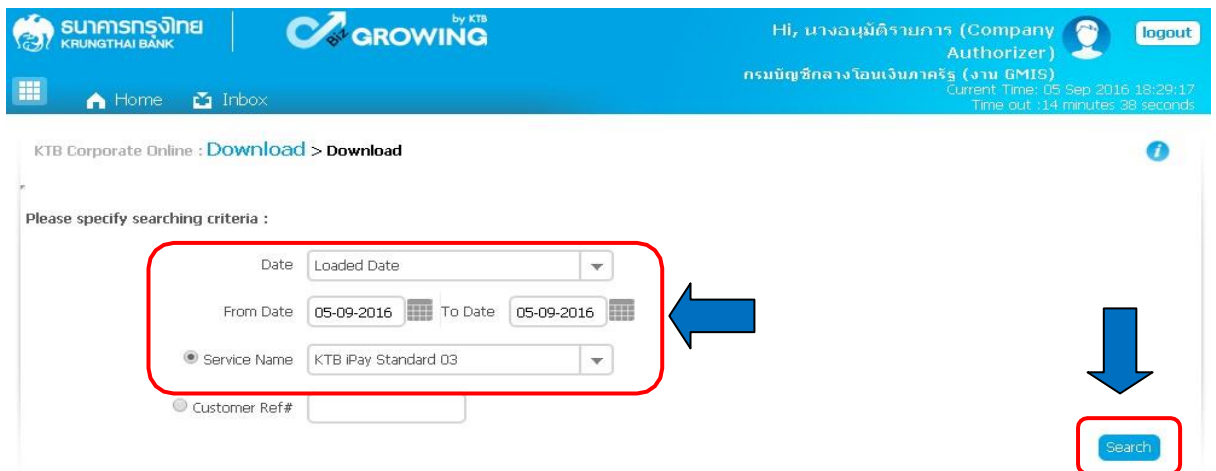 ธนาคารกรุงไทย
KRUNGTHAI BANK
Biz GROWING
by KTB
Hi, นางอนุมัติรายการ (Company Authorizer)
กรมบัญชีกลางโอนเงินภาครัฐ (งาน GMIS)
Current Time: 05 Sep 2016 18:29:17
Time out :14 minutes 38 seconds
logout
Home Inbox
KTB Corporate Online : Download > Download
Please specify searching criteria :
Date Loaded Date
From Date 05-09-2016 To Date 05-09-2016
Service Name KTB iPay Standard 03
Customer Ref#
Search